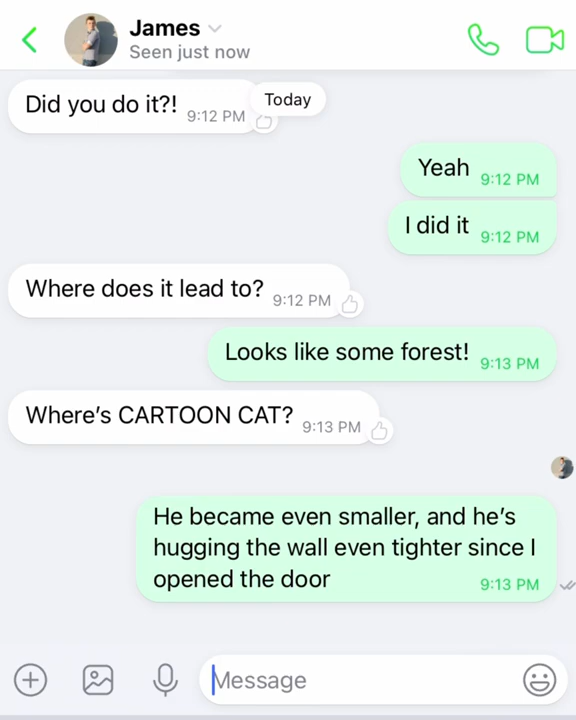 James
Seen just now
Did you do it?! 9:12 PM
Today
Yeah 9:12 PM
I did it 9:12 PM
Where does it lead to? 9:12 PM
Looks like some forest! 9:13 PM
Where's CARTOON CAT? 9:13 PM
He became even smaller, and he's
hugging the wall even tighter since I
opened the door 9:13 PM
Message